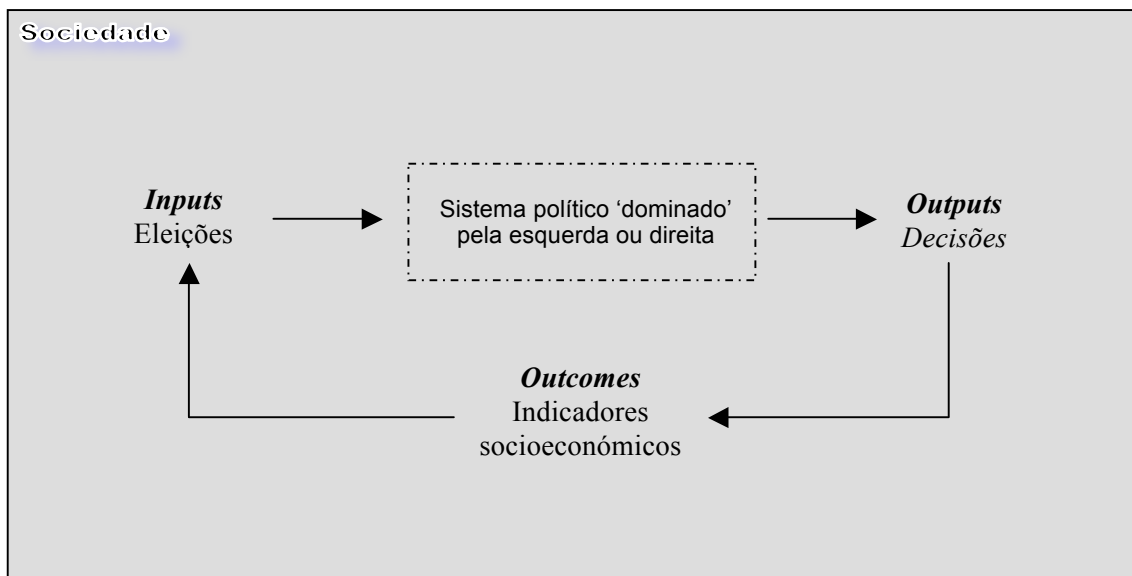 Sociedade
Inputs
Eleições
Sistema político ‘dominado’
pela esquerda ou direita
Outputs
Decisões
Outcomes
Indicadores
socioeconómicos